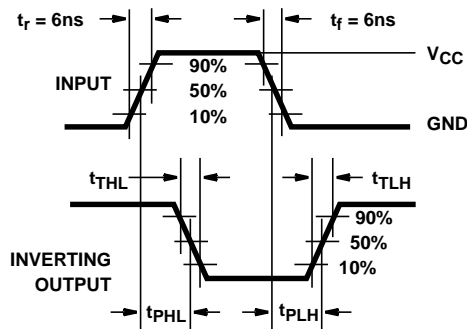 tr = 6ns
tf = 6ns
VCC
90%
INPUT
50%
10%
GND
tTHL
tTLH
90%
50%
INVERTING
OUTPUT
10%
tPHL
tPLH